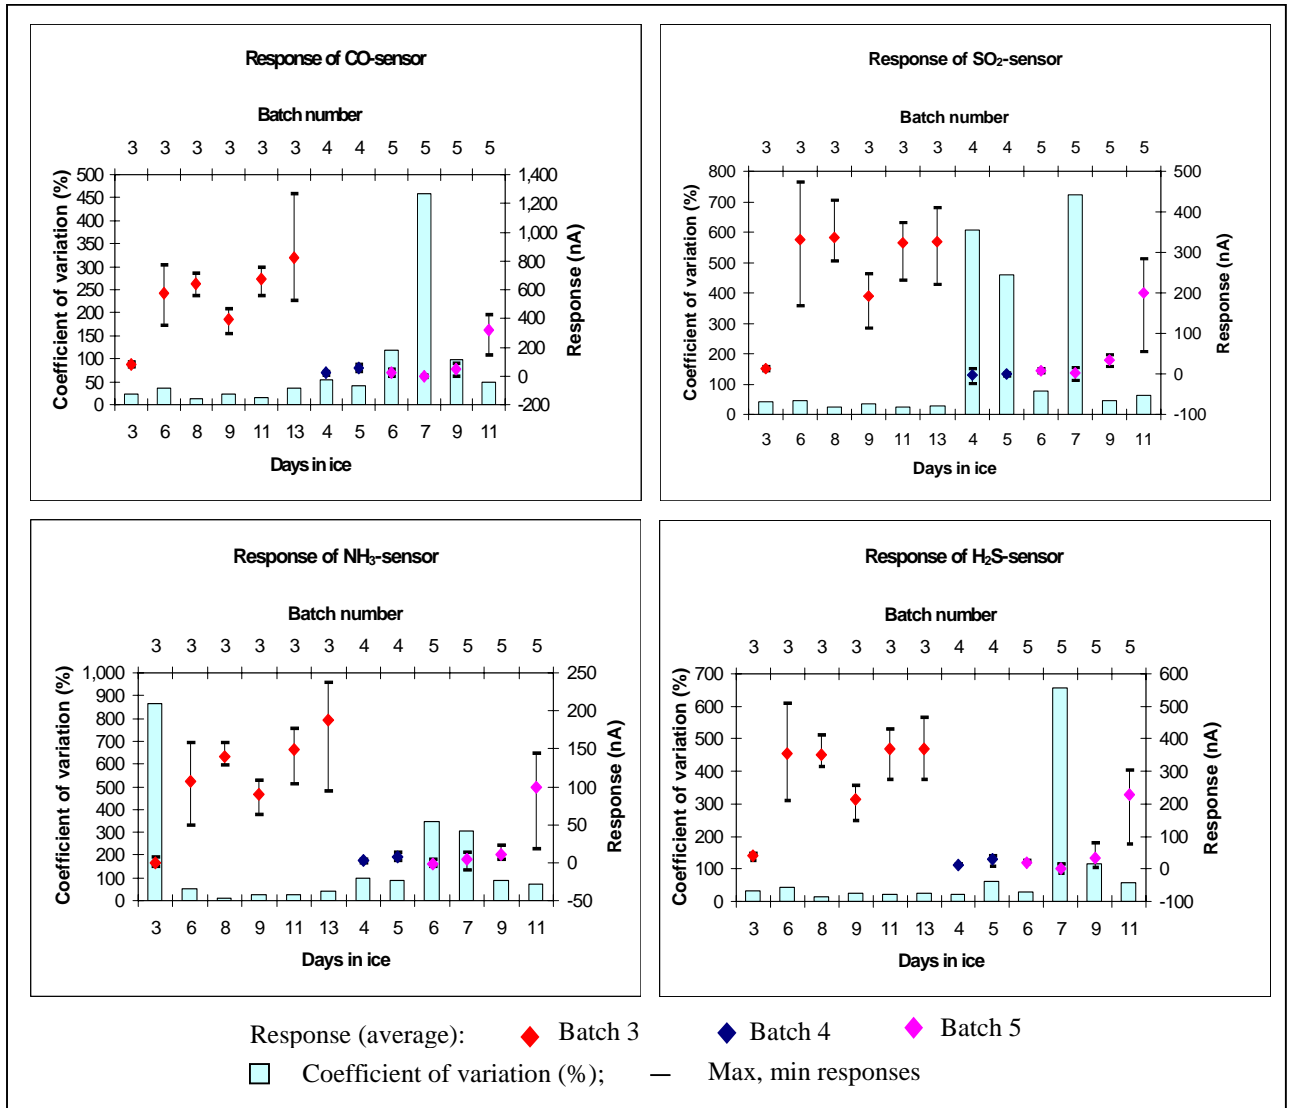 Response of CO-sensor
Batch number
3 3 3 3 3 3 4 4 5 5 5 5
Coefficient of variation (%)
500
450
400
350
300
250
200
150
100
50
0
1,400
1,200
1,000
800
600
400
200
0
-200
Response (nA)
3 6 8 9 11 13 4 5 6 7 9 11
Days in ice
Response of SO₂-sensor
Batch number
3 3 3 3 3 3 4 4 5 5 5 5
Coefficient of variation (%)
800
700
600
500
400
300
200
100
0
500
400
300
200
100
0
-100
Response (nA)
3 6 8 9 11 13 4 5 6 7 9 11
Days in ice
Response of NH₃-sensor
Batch number
3 3 3 3 3 3 4 4 5 5 5 5
Coefficient of variation (%)
1,000
900
800
700
600
500
400
300
200
100
0
250
200
150
100
50
0
-50
Response (nA)
3 6 8 9 11 13 4 5 6 7 9 11
Days in ice
Response of H₂S-sensor
Batch number
3 3 3 3 3 3 4 4 5 5 5 5
Coefficient of variation (%)
700
600
500
400
300
200
100
0
600
500
400
300
200
100
0
-100
Response (nA)
3 6 8 9 11 13 4 5 6 7 9 11
Days in ice
Response (average): Batch 3 Batch 4 Batch 5
Coefficient of variation (%); Max, min responses